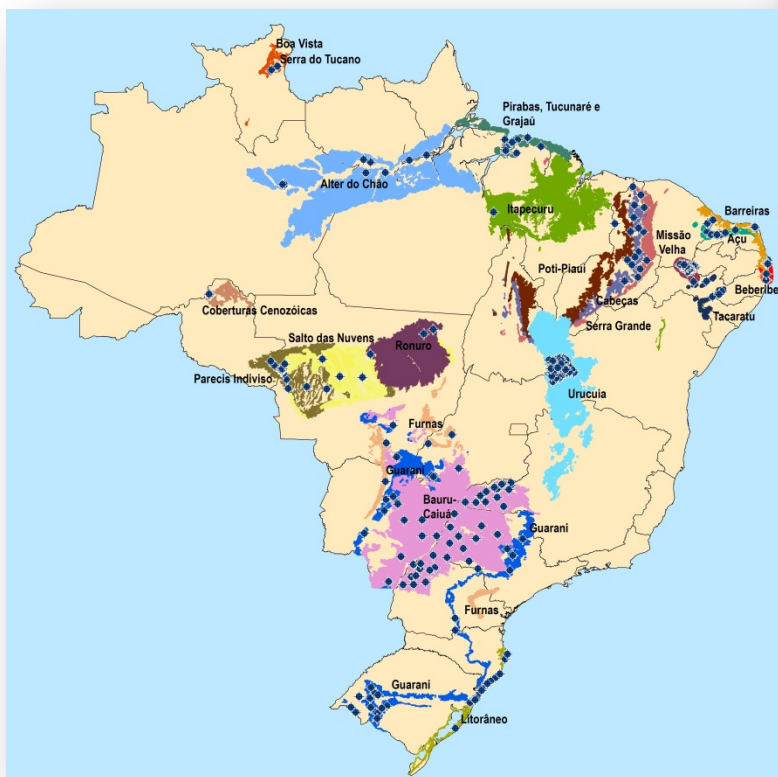 Boa Vista
Serra do Tucano
Pirabas, Tucunaré e
Grajaú
Alter do Chão
Itapecuru
Barreiras
Missão
Velha
Açu
Poti-Piauí
Beberibe
Cabeças
Tacaratu
Coberturas Cenozóicas
Serra Grande
Salto das Nuvens
Ronuro
Parecis Indiviso
Urucuia
Furnas
Guarani
Bauru-
Caiuá
Guarani
Furnas
Guarani
Litorâneo